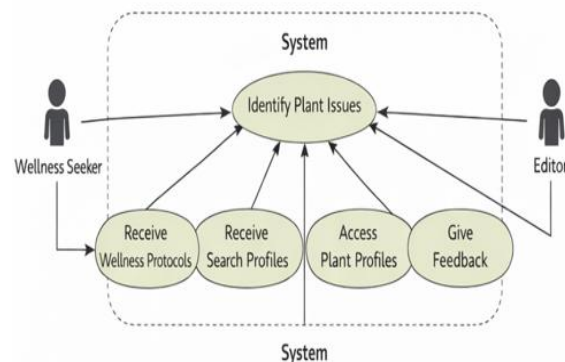 System
Identify Plant Issues
Wellness Seeker
Editor
Receive
Wellness Protocols
Receive
Search Profiles
Access
Plant Profiles
Give
Feedback
System